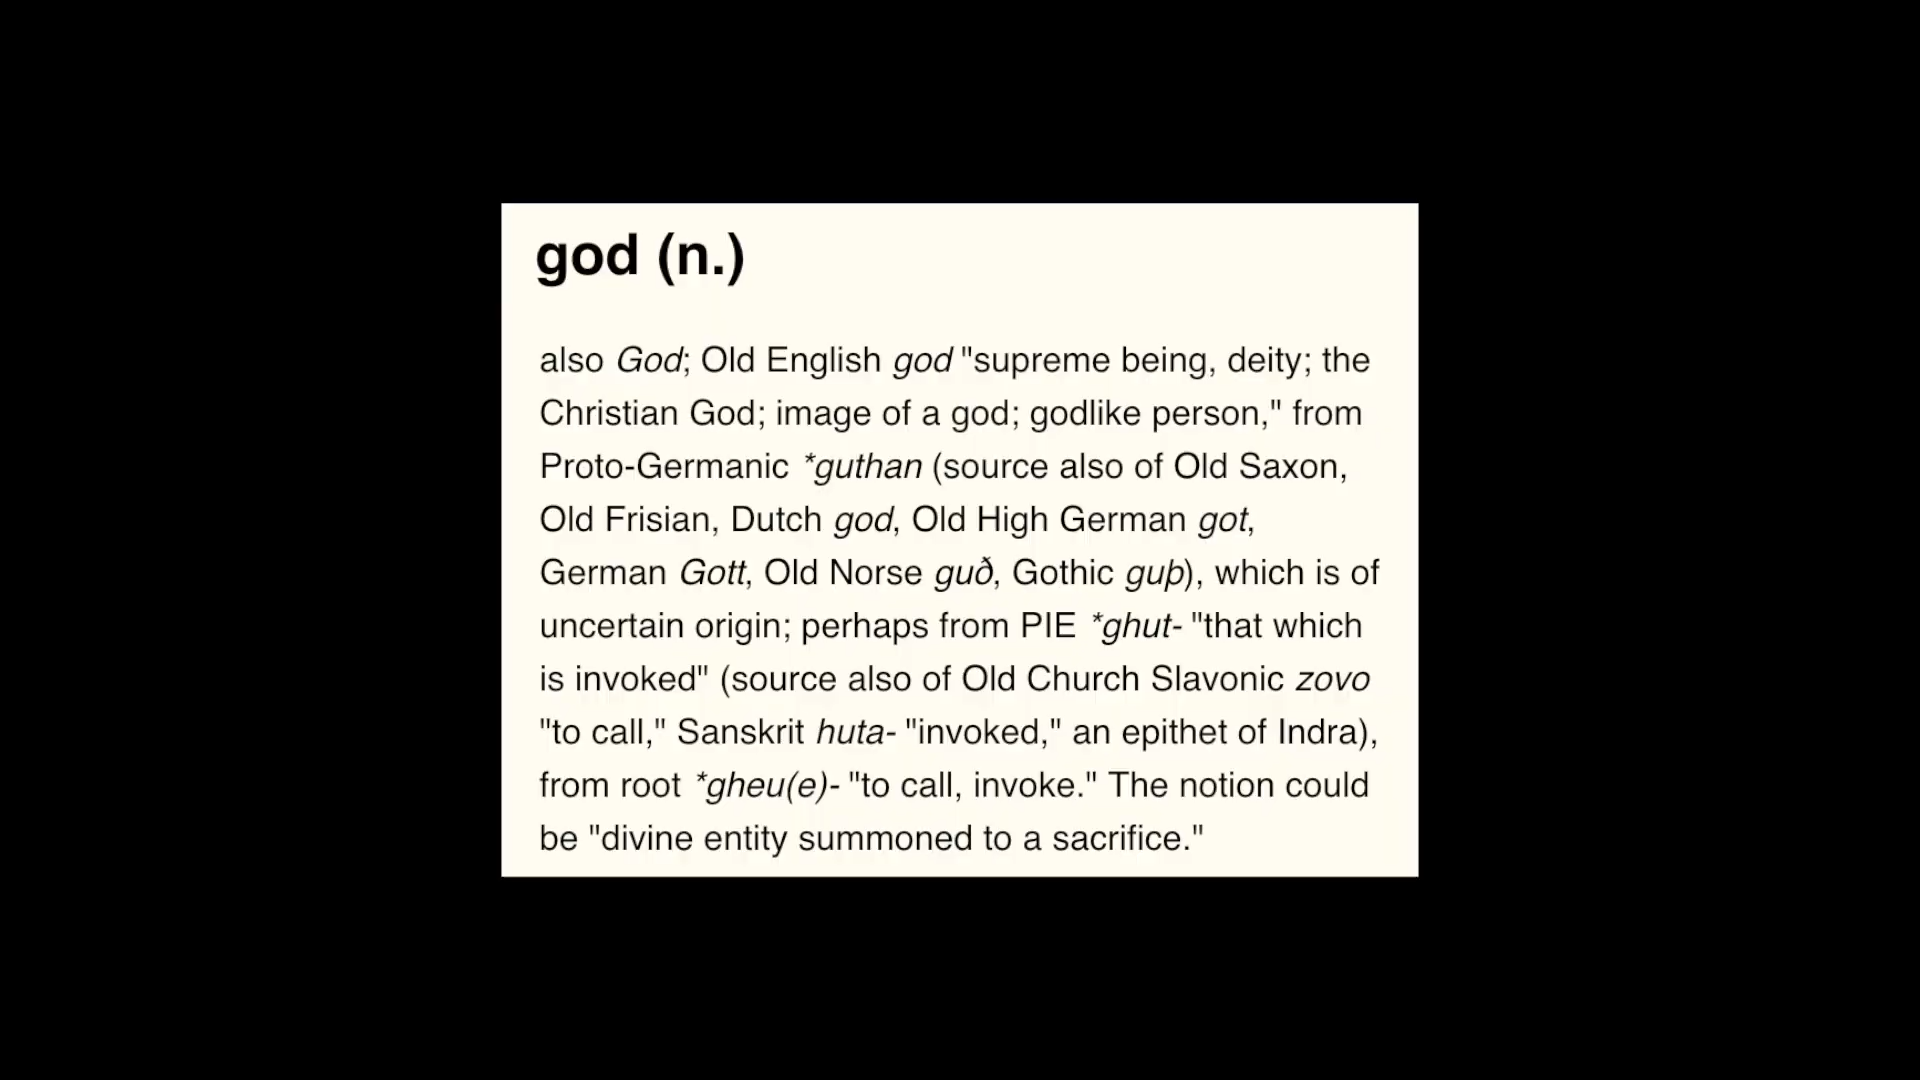 god (n.)
also God; Old English god "supreme being, deity; the
Christian God; image of a god; godlike person," from
Proto-Germanic *guthan (source also of Old Saxon,
Old Frisian, Dutch god, Old High German got,
German Gott, Old Norse guð, Gothic guþ), which is of
uncertain origin; perhaps from PIE *ghut- "that which
is invoked" (source also of Old Church Slavonic zovo
"to call," Sanskrit huta- "invoked," an epithet of Indra),
from root *gheu(e)- "to call, invoke." The notion could
be "divine entity summoned to a sacrifice."